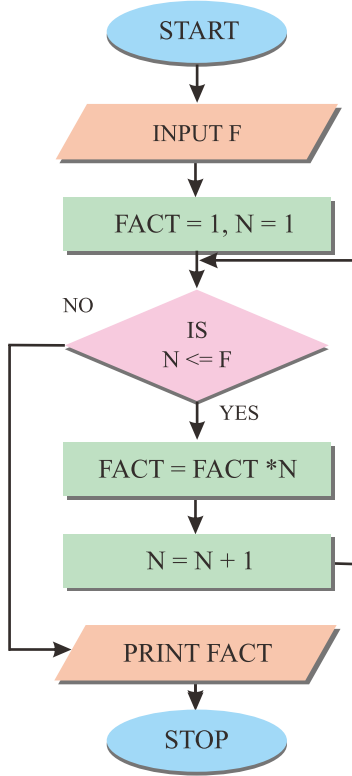 START
INPUT F
FACT = 1, N = 1
NO
IS
N <= F
YES
FACT = FACT *N
N = N + 1
PRINT FACT
STOP